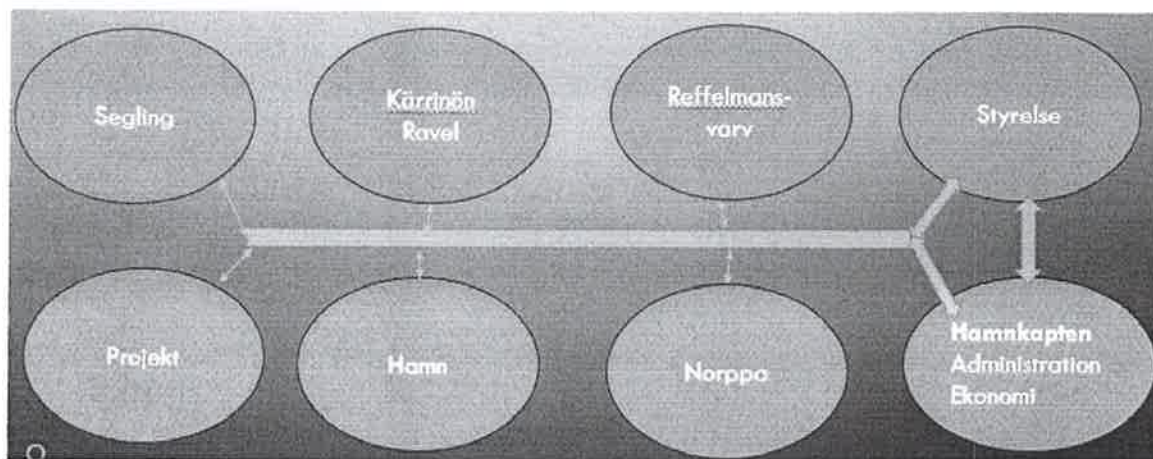 Segling
Kärrinön
Ravel
Reffelmans-
varv
Styrelse
Projekt
Hamn
Norppa
Hamnkapten
Administration
Ekonomi